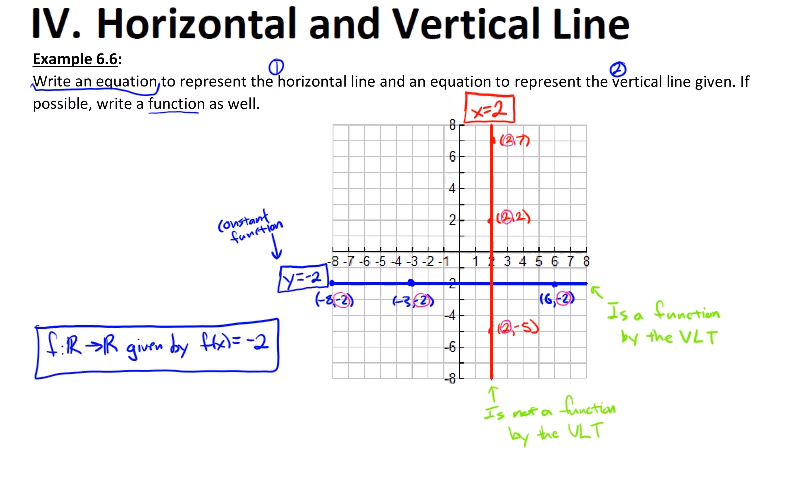 IV. Horizontal and Vertical Line
Example 6.6:
① ②
Write an equation, to represent the horizontal line and an equation to represent the vertical line given. If
possible, write a function as well.
x=2
8
(2,7)
6
4
constant
function
2
(2,2)
-8 -7 -6 -5 -4 -3 -2 -1 1 2 3 4 5 6 7 8
y=-2
-2
(-8,-2) (-3,-2) (6,-2)
Is a function
by the VLT
-4
(2,-5)
f:ℝ→ℝ given by f(x)=-2
-6
-8
Is not a function
by the VLT